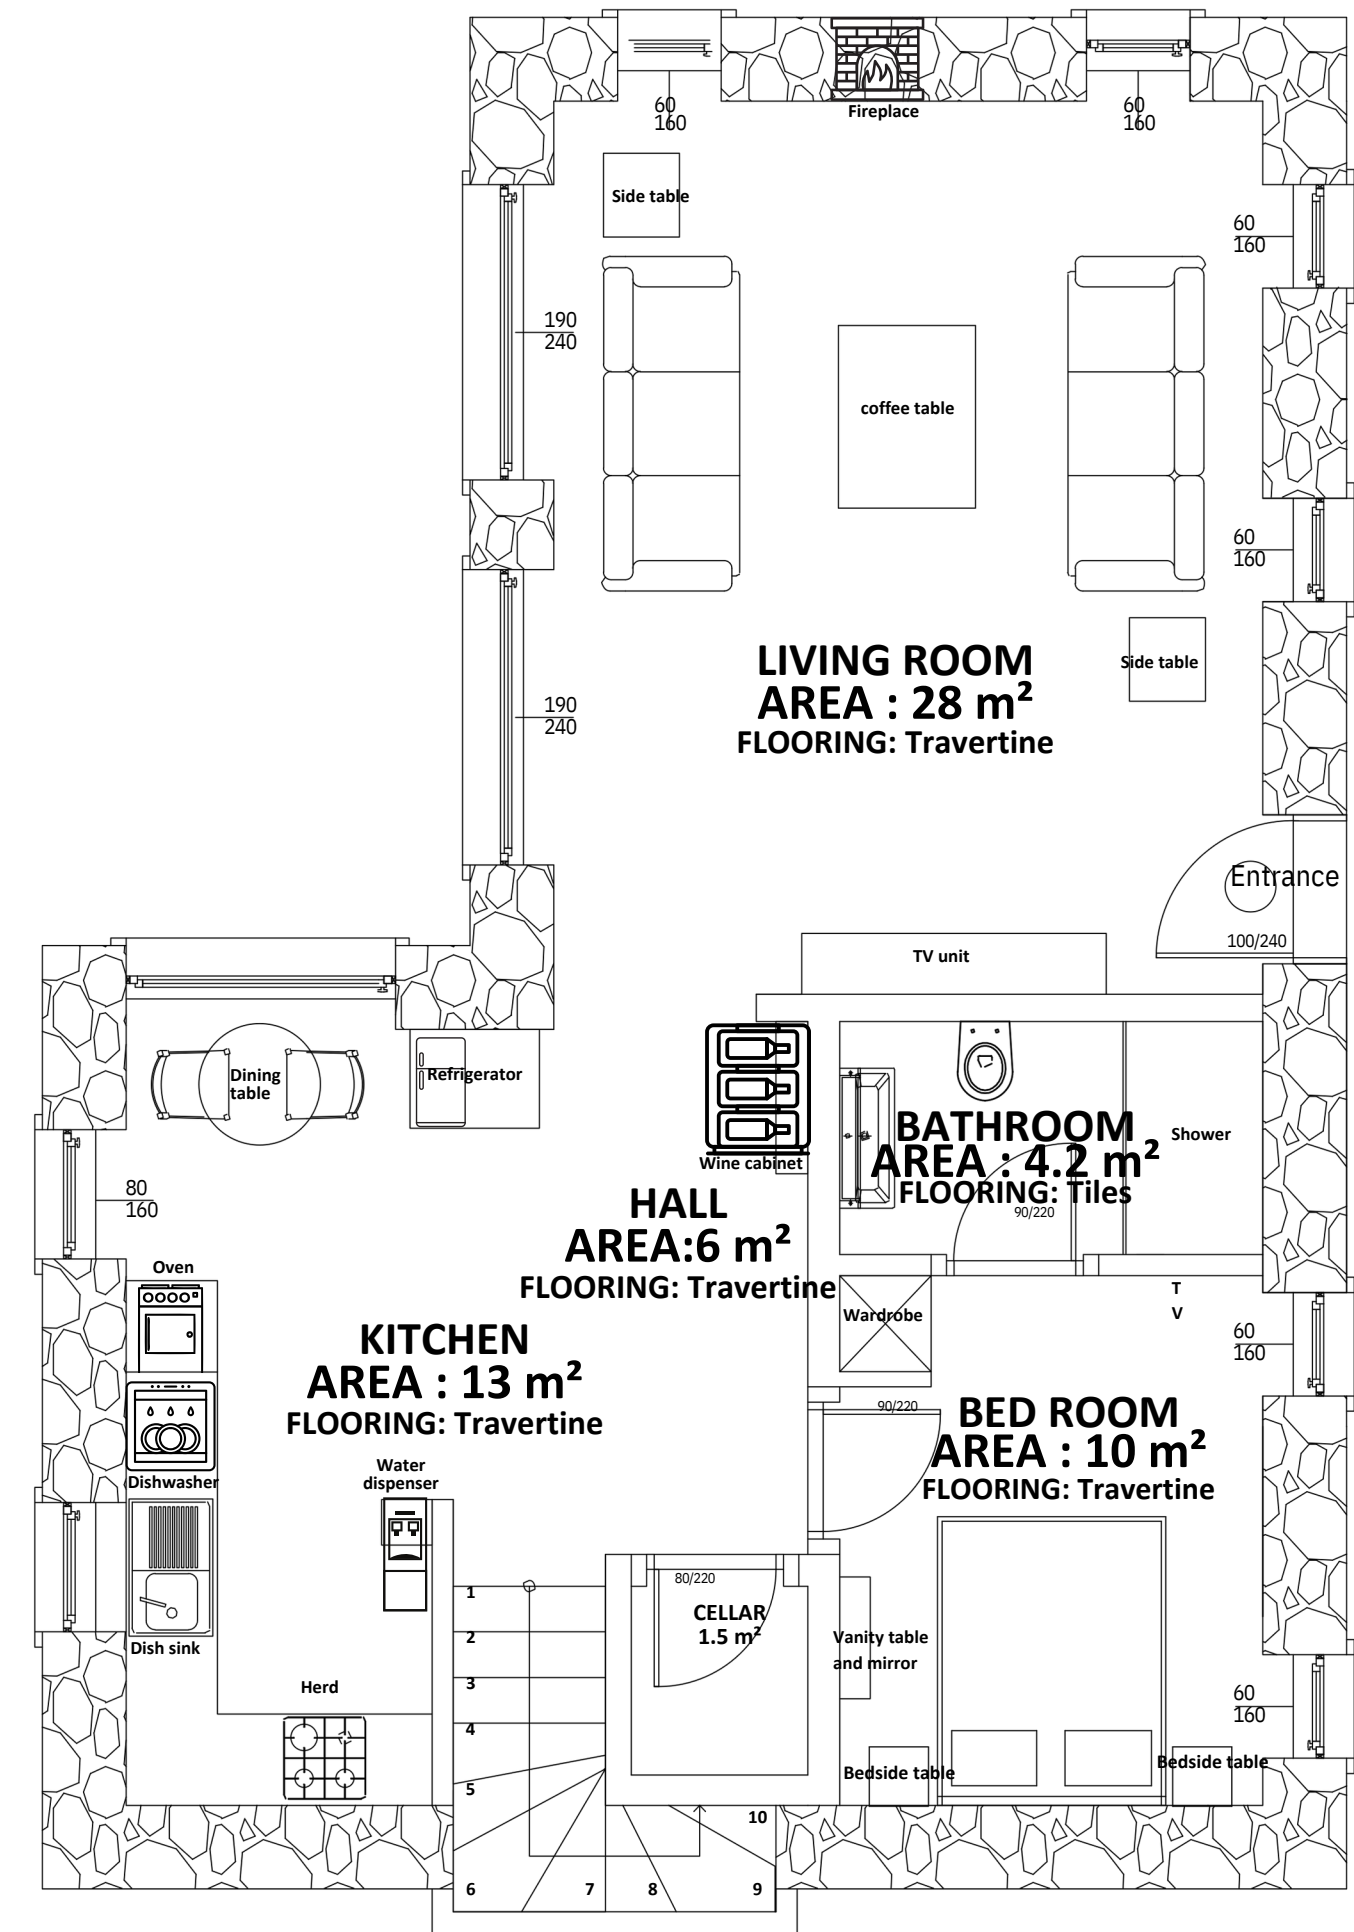 60
160
Fireplace
60
160
Side table
60
160
190
240
coffee table
60
160
LIVING ROOM
AREA : 28 m²
FLOORING: Travertine
Side table
190
240
Entrance
100/240
TV unit
Dining
table
Refrigerator
Wine cabinet
BATHROOM
AREA : 4.2 m²
FLOORING: Tiles
90/220
Shower
80
160
HALL
AREA:6 m²
FLOORING: Travertine
Oven
Wardrobe
T
V
60
160
KITCHEN
AREA : 13 m²
FLOORING: Travertine
90/220
BED ROOM
AREA : 10 m²
FLOORING: Travertine
Dishwasher
Water
dispenser
80/220
CELLAR
1.5 m²
1
2
3
4
5
6
7
8
9
10
Dish sink
Herd
Vanity table
and mirror
60
160
Bedside table
Bedside table